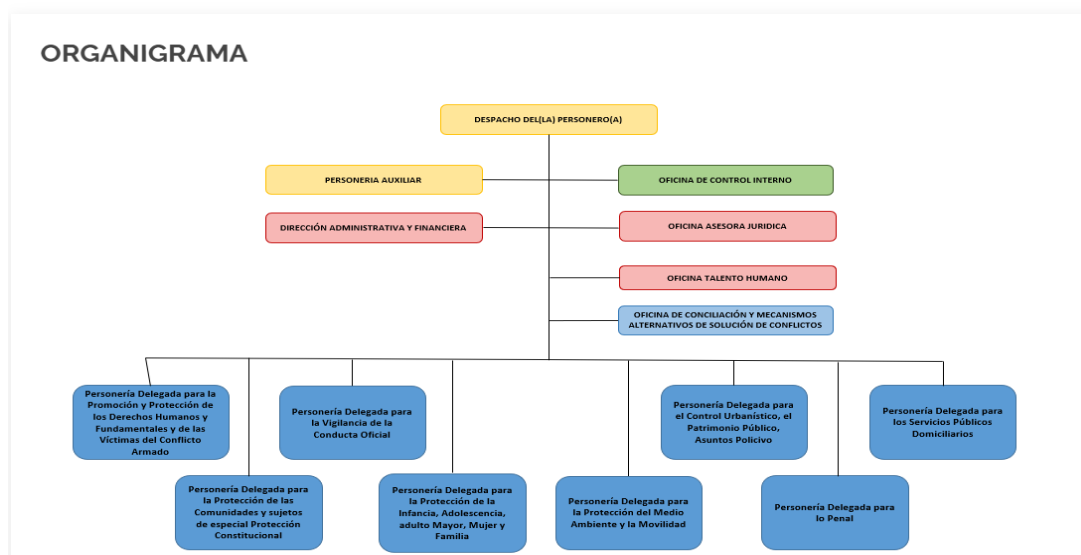 ORGANIGRAMA
DESPACHO DEL(LA) PERSONERO(A)
PERSONERIA AUXILIAR
OFICINA DE CONTROL INTERNO
DIRECCIÓN ADMINISTRATIVA Y FINANCIERA
OFICINA ASESORA JURIDICA
OFICINA TALENTO HUMANO
OFICINA DE CONCILIACIÓN Y MECANISMOS
ALTERNATIVOS DE SOLUCIÓN DE CONFLICTOS
Personería Delegada para la
Promoción y Protección de
los Derechos Humanos y
Fundamentales y de las
Víctimas del Conflicto
Armado
Personería Delegada para
la Vigilancia de la
Conducta Oficial
Personería Delegada para
el Control Urbanístico, el
Patrimonio Público,
Asuntos Policivo
Personería Delegada para
los Servicios Públicos
Domiciliarios
Personería Delegada para
la Protección de las
Comunidades y sujetos
de especial Protección
Constitucional
Personería Delegada para
la Protección de la
Infancia, Adolescencia,
adulto Mayor, Mujer y
Familia
Personería Delegada para
la Protección del Medio
Ambiente y la Movilidad
Personería Delegada para
lo Penal